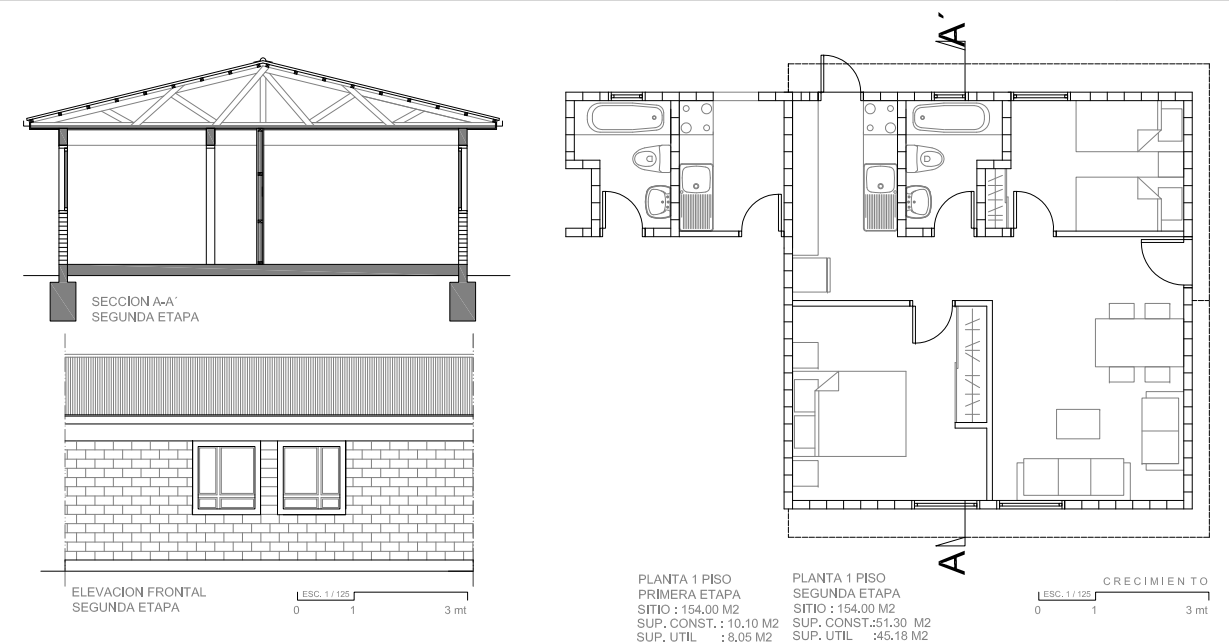 A´
SECCION A-A´
SEGUNDA ETAPA
ELEVACION FRONTAL
SEGUNDA ETAPA
ESC. 1 / 125
0 1 3 mt
A
PLANTA 1 PISO
PRIMERA ETAPA
SITIO : 154.00 M2
SUP. CONST. : 10.10 M2
SUP. UTIL : 8.05 M2
PLANTA 1 PISO
SEGUNDA ETAPA
SITIO : 154.00 M2
SUP. CONST.:51.30 M2
SUP. UTIL :45.18 M2
CRECIMIENTO
ESC. 1 / 125
0 1 3 mt